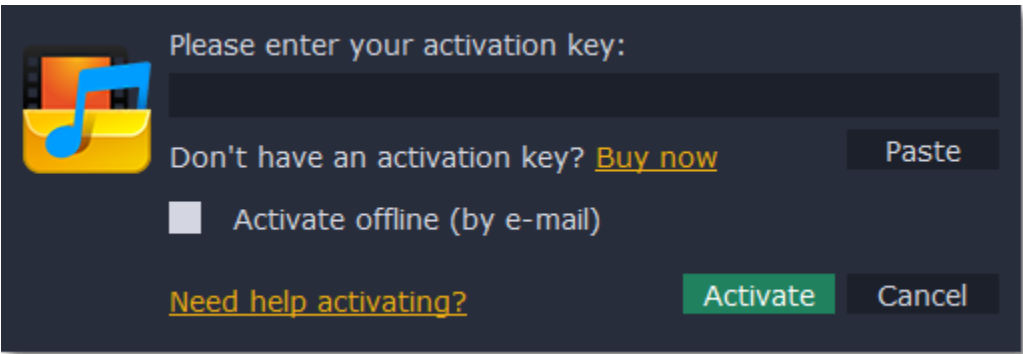 Please enter your activation key:
Don't have an activation key? Buy now
Paste
Activate offline (by e-mail)
Need help activating?
Activate
Cancel